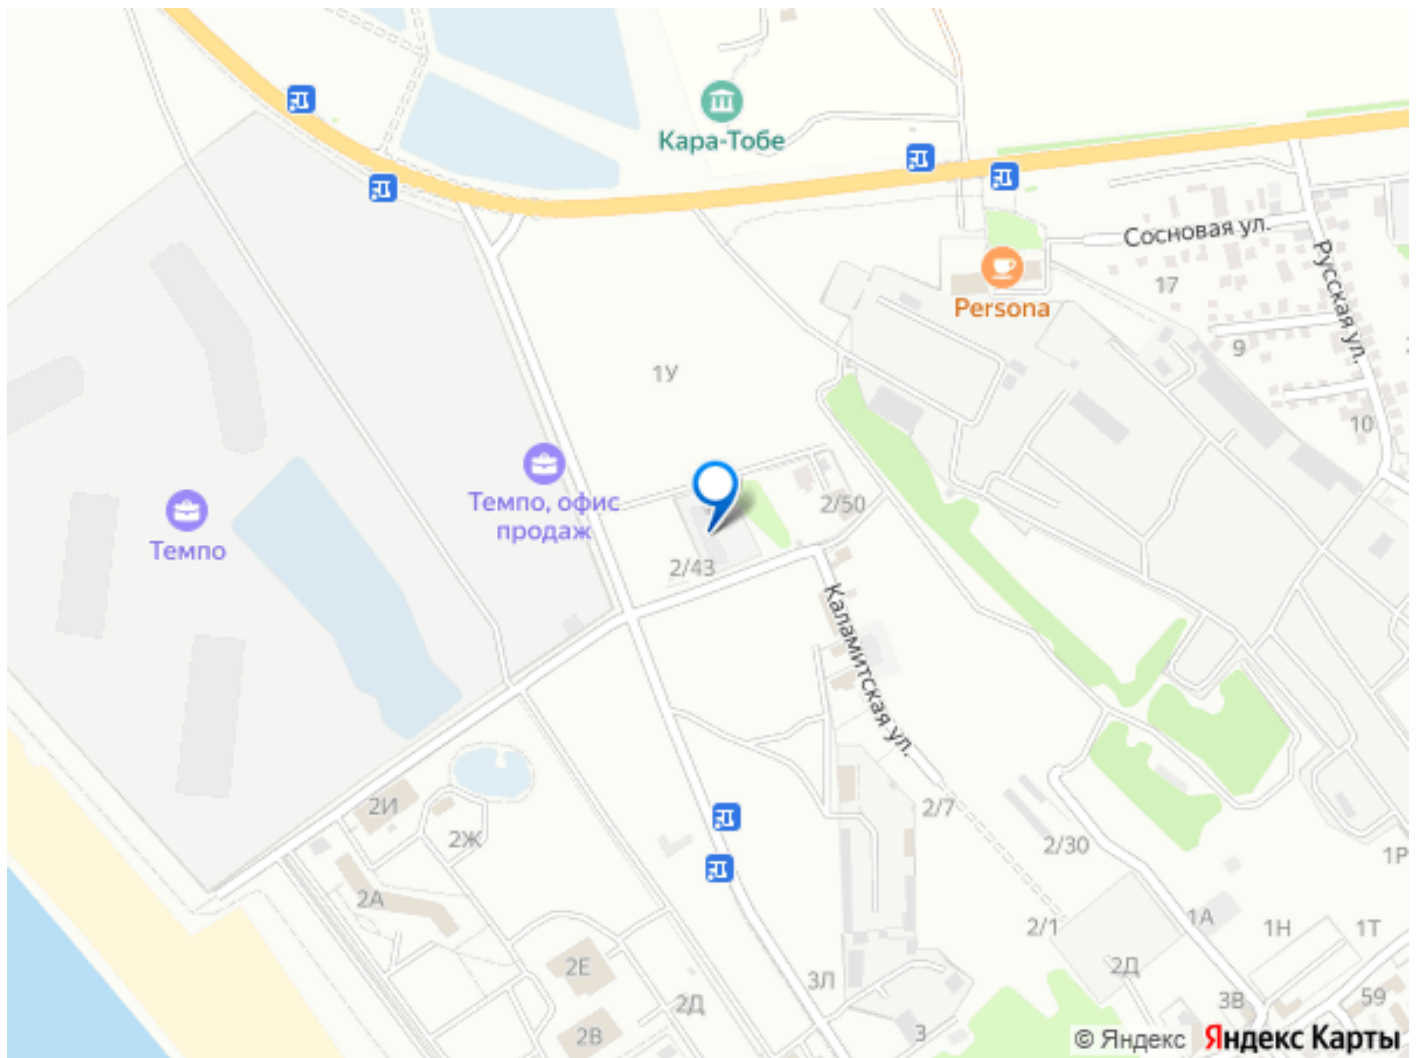 Кара-Тобе
Сосновая ул.
Русская ул.
17
Persona
9
1У
10
Темпо, офис
продаж
2/50
Темпо
2/43
Каламитская ул.
2И
2Ж
2/7
2/30
1Р
2А
1А
2/1
1Н
1Т
2Е
2Д
3Л
2Д
3В
59
2В
3
© Яндекс
Яндекс Карты